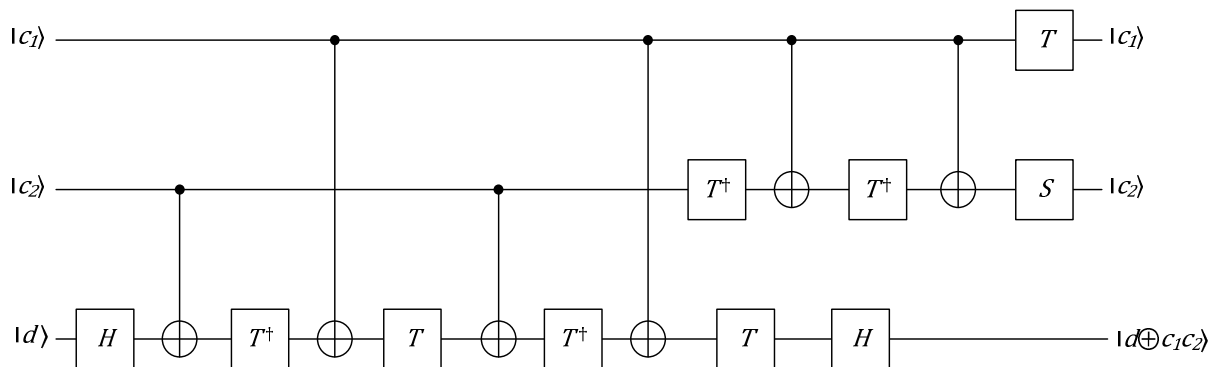 |c₁⟩ T |c₁⟩
|c₂⟩ T† T† S |c₂⟩
|d⟩ H T† T T† T H |d⊕c₁c₂⟩